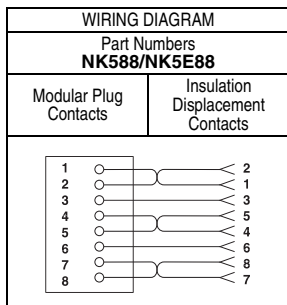 WIRING DIAGRAM
Part Numbers
NK588/NK5E88
Modular Plug
Contacts
Insulation
Displacement
Contacts
1 2
2 1
3 3
4 5
5 4
6 6
7 8
8 7